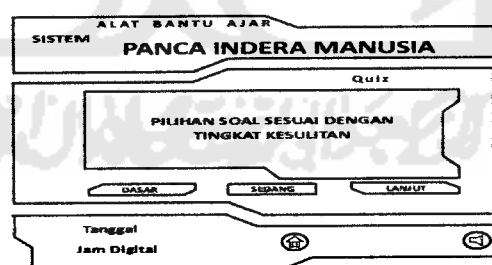 ALAT BANTU AJAR
SISTEM
PANCA INDERA MANUSIA
Quiz
PILIHAN SOAL SESUAI DENGAN
TINGKAT KESULITAN
DASAR SEDANG LANJUT
Tanggal
Jam Digital